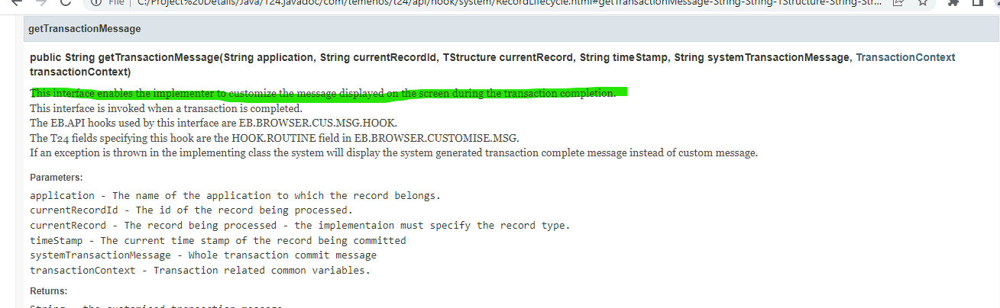 File | C:/Project%20Details/Java/T24.javadoc/com/temenos/t24/api/hook/system/RecordLifecycle.html#getTransactionMessage-String-String-TStructure-String-Str...
getTransactionMessage
public String getTransactionMessage(String application, String currentRecordId, TStructure currentRecord, String timeStamp, String systemTransactionMessage, TransactionContext
transactionContext)
This interface enables the implementer to customize the message displayed on the screen during the transaction completion.
This interface is invoked when a transaction is completed.
The EB.API hooks used by this interface are EB.BROWSER.CUS.MSG.HOOK.
The T24 fields specifying this hook are the HOOK.ROUTINE field in EB.BROWSER.CUSTOMISE.MSG.
If an exception is thrown in the implementing class the system will display the system generated transaction complete message instead of custom message.
Parameters:
application - The name of the application to which the record belongs.
currentRecordId - The id of the record being processed.
currentRecord - The record being processed - the implementaion must specify the record type.
timeStamp - The current time stamp of the record being committed
systemTransactionMessage - Whole transaction commit message
transactionContext - Transaction related common variables.
Returns:
String - the customised transaction message